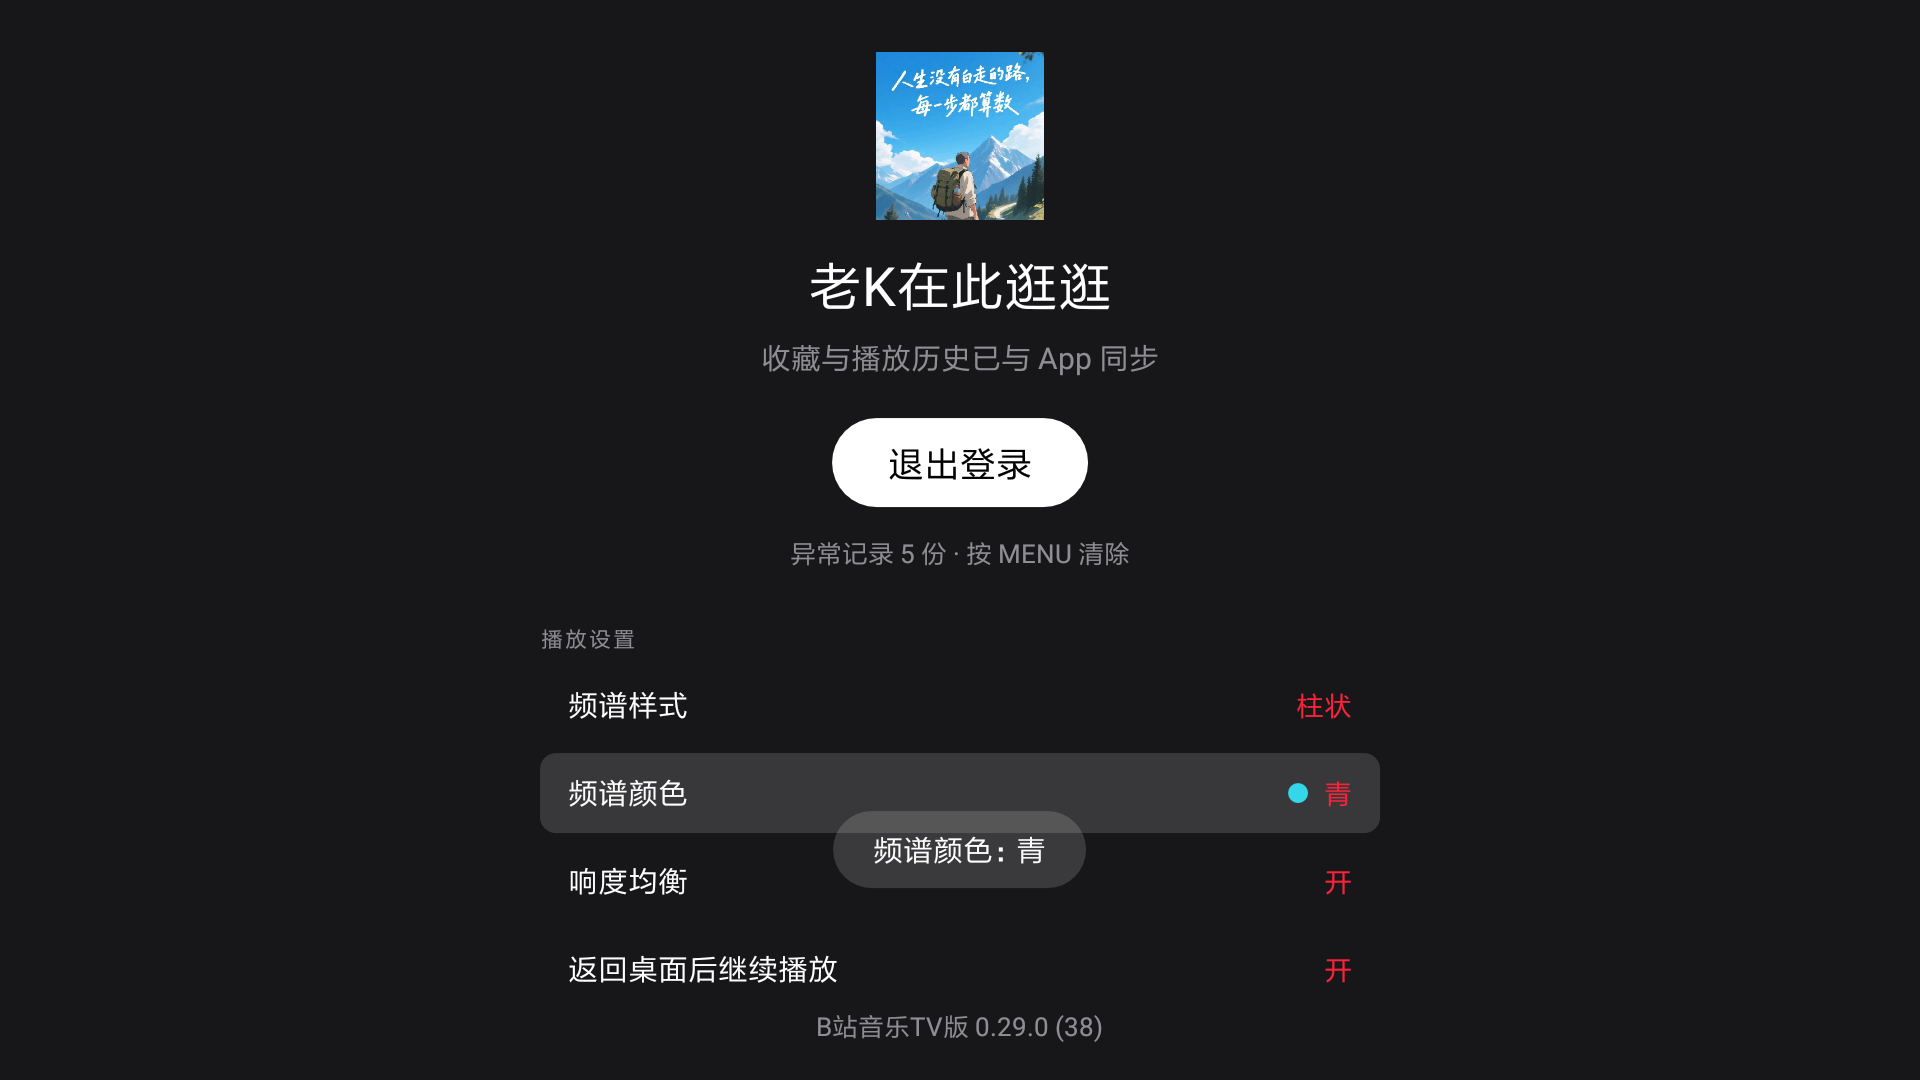 人生没有白走的路,
每一步都算数
老K在此逛逛
收藏与播放历史已与 App 同步
退出登录
异常记录 5 份 · 按 MENU 清除
播放设置
频谱样式 柱状
频谱颜色 青
频谱颜色：青
响度均衡 开
返回桌面后继续播放 开
B站音乐TV版 0.29.0 (38)